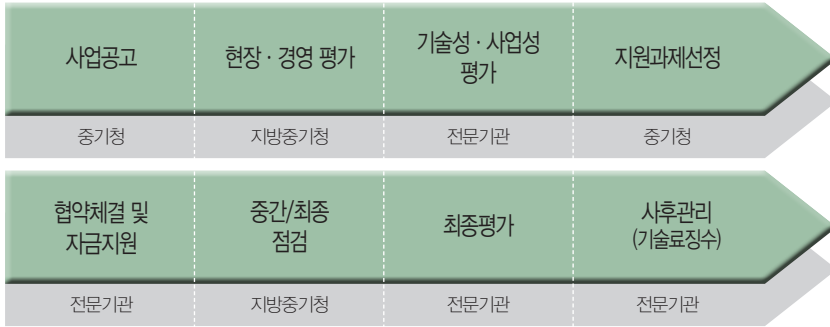 사업공고
현장 · 경영 평가
기술성 · 사업성
평가
지원과제선정
중기청
지방중기청
전문기관
중기청
협약체결 및
자금지원
중간/최종
점검
최종평가
사후관리
(기술료징수)
전문기관
지방중기청
전문기관
전문기관